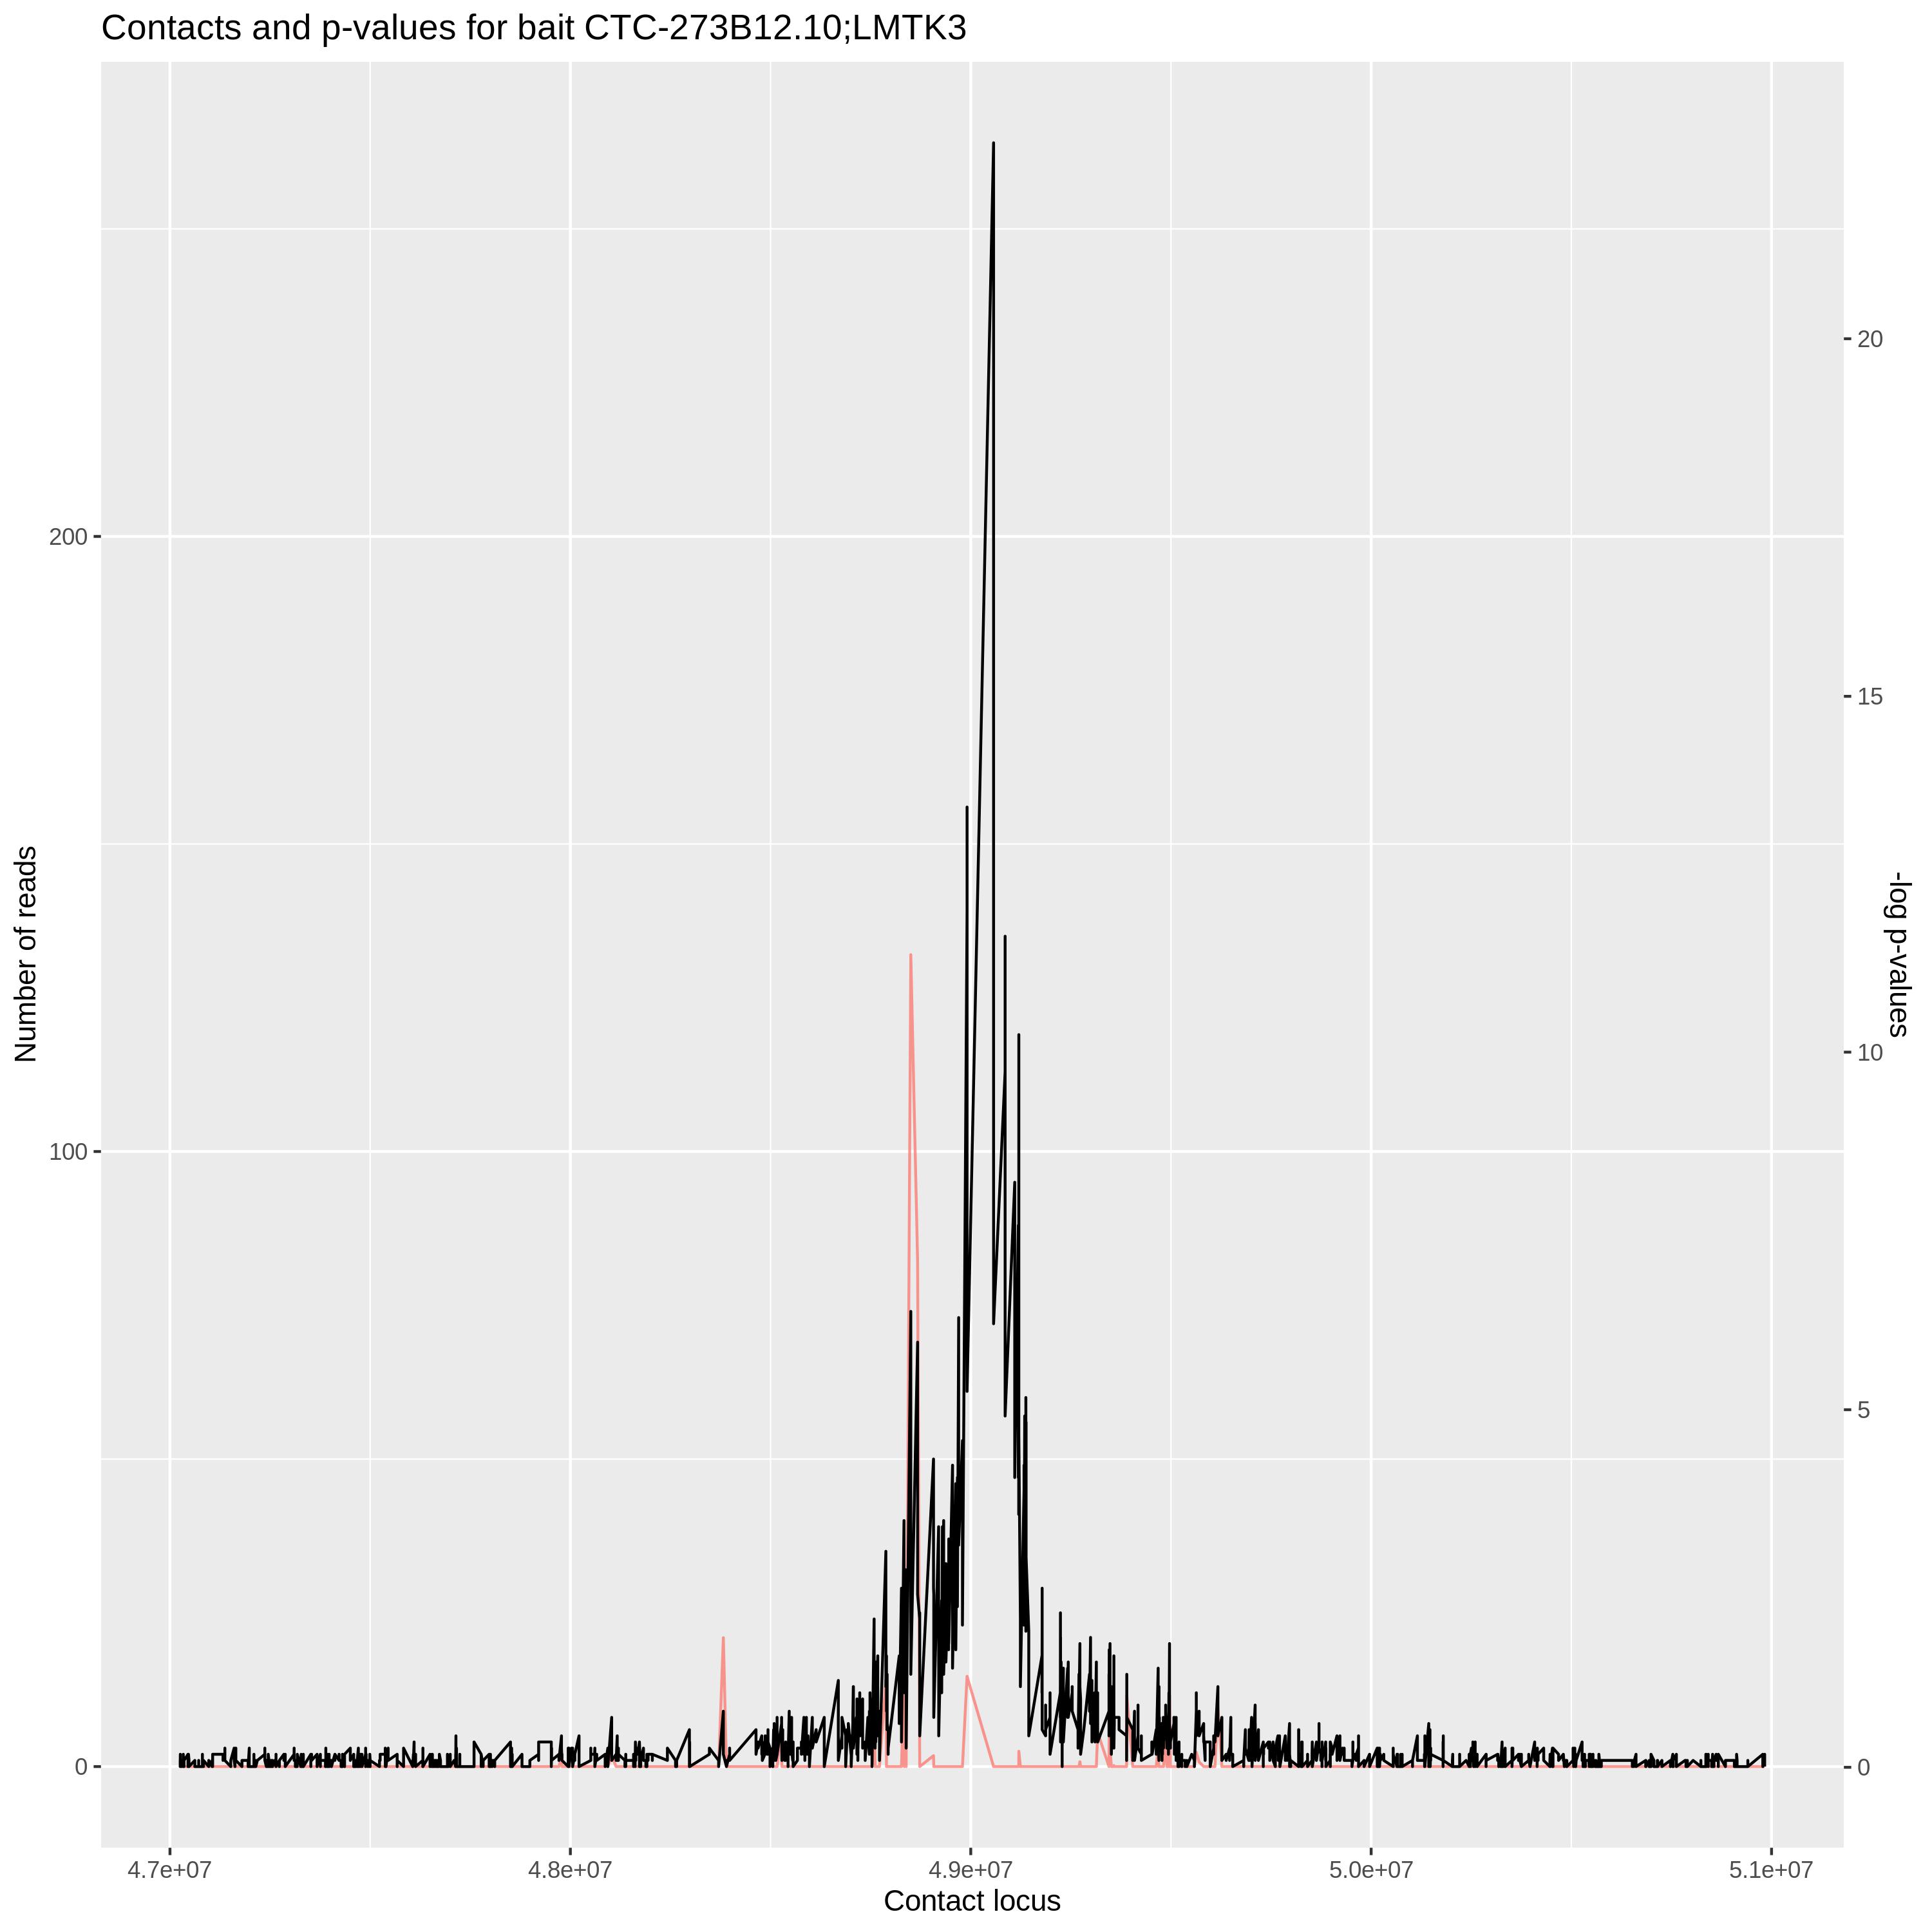 Contacts and p-values for bait CTC-273B12.10;LMTK3
Number of reads
200
100
0
20
15
10
5
0
-log p-values
4.7e+07
4.8e+07
4.9e+07
5.0e+07
5.1e+07
Contact locus